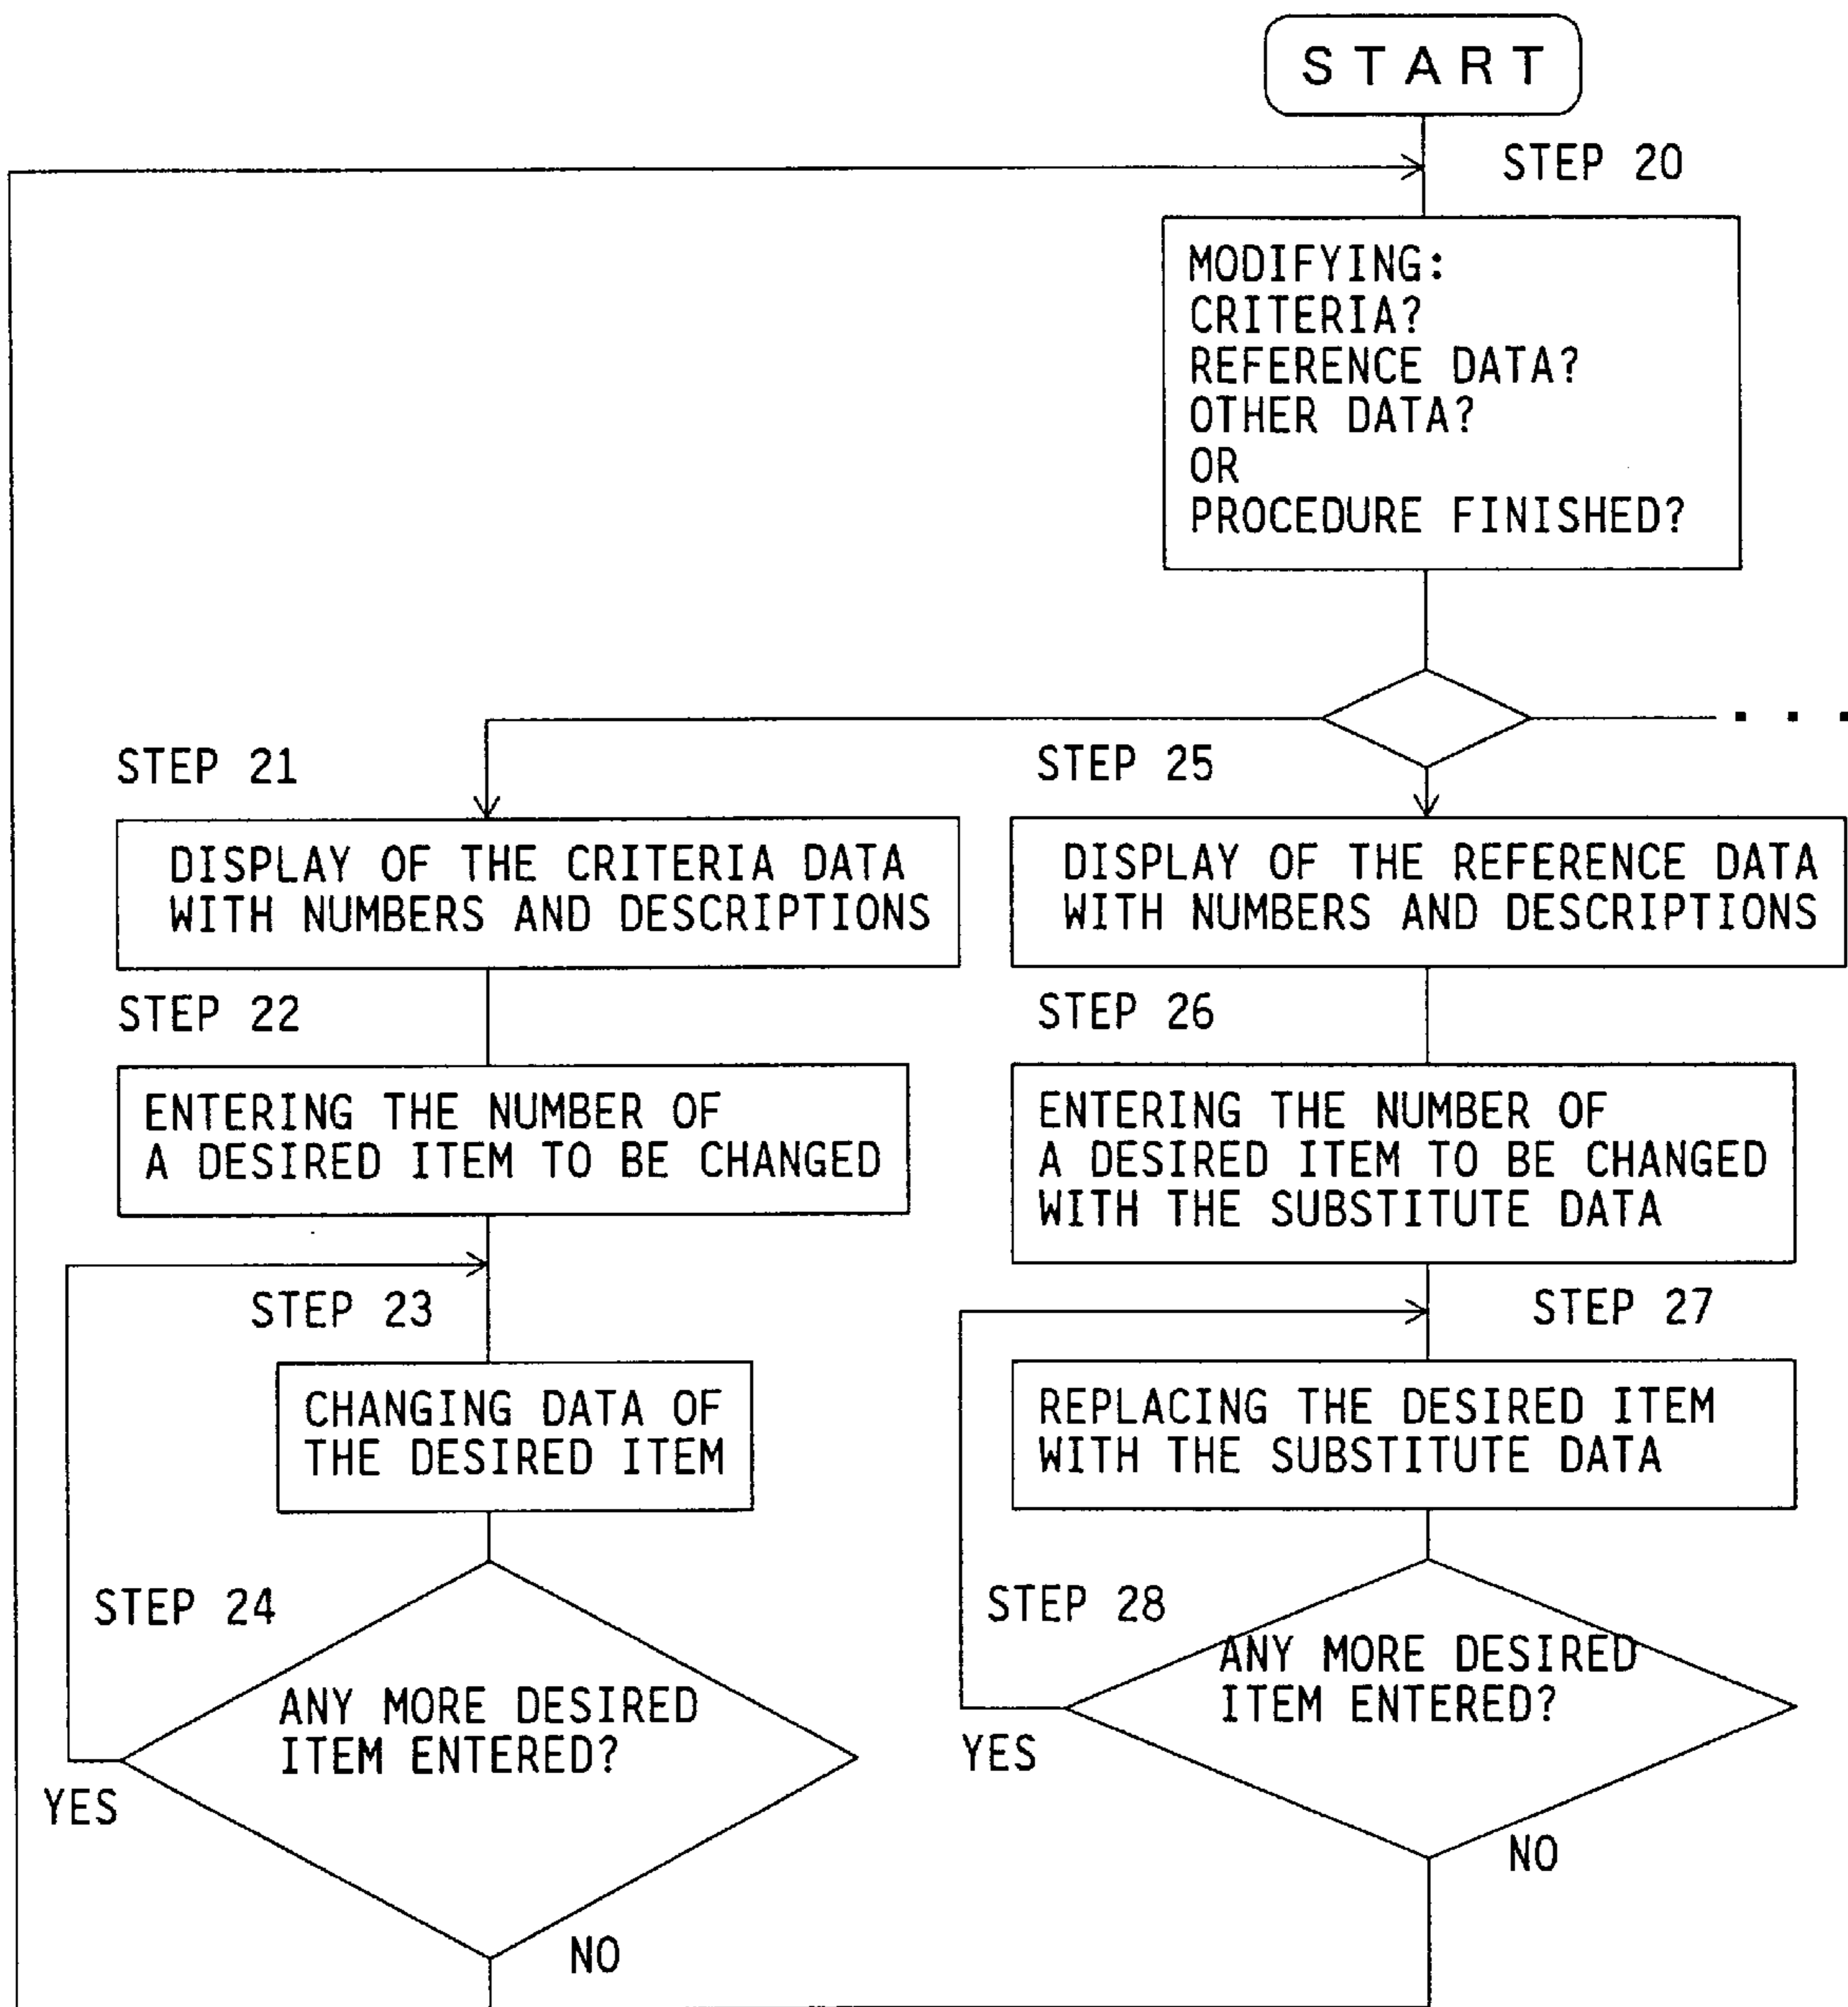 START
STEP 20
MODIFYING:
CRITERIA?
REFERENCE DATA?
OTHER DATA?
OR
PROCEDURE FINISHED?
. . .
STEP 21
DISPLAY OF THE CRITERIA DATA
WITH NUMBERS AND DESCRIPTIONS
STEP 22
ENTERING THE NUMBER OF
A DESIRED ITEM TO BE CHANGED
STEP 23
CHANGING DATA OF
THE DESIRED ITEM
STEP 24
ANY MORE DESIRED
ITEM ENTERED?
YES
NO
STEP 25
DISPLAY OF THE REFERENCE DATA
WITH NUMBERS AND DESCRIPTIONS
STEP 26
ENTERING THE NUMBER OF
A DESIRED ITEM TO BE CHANGED
WITH THE SUBSTITUTE DATA
STEP 27
REPLACING THE DESIRED ITEM
WITH THE SUBSTITUTE DATA
STEP 28
ANY MORE DESIRED
ITEM ENTERED?
YES
NO